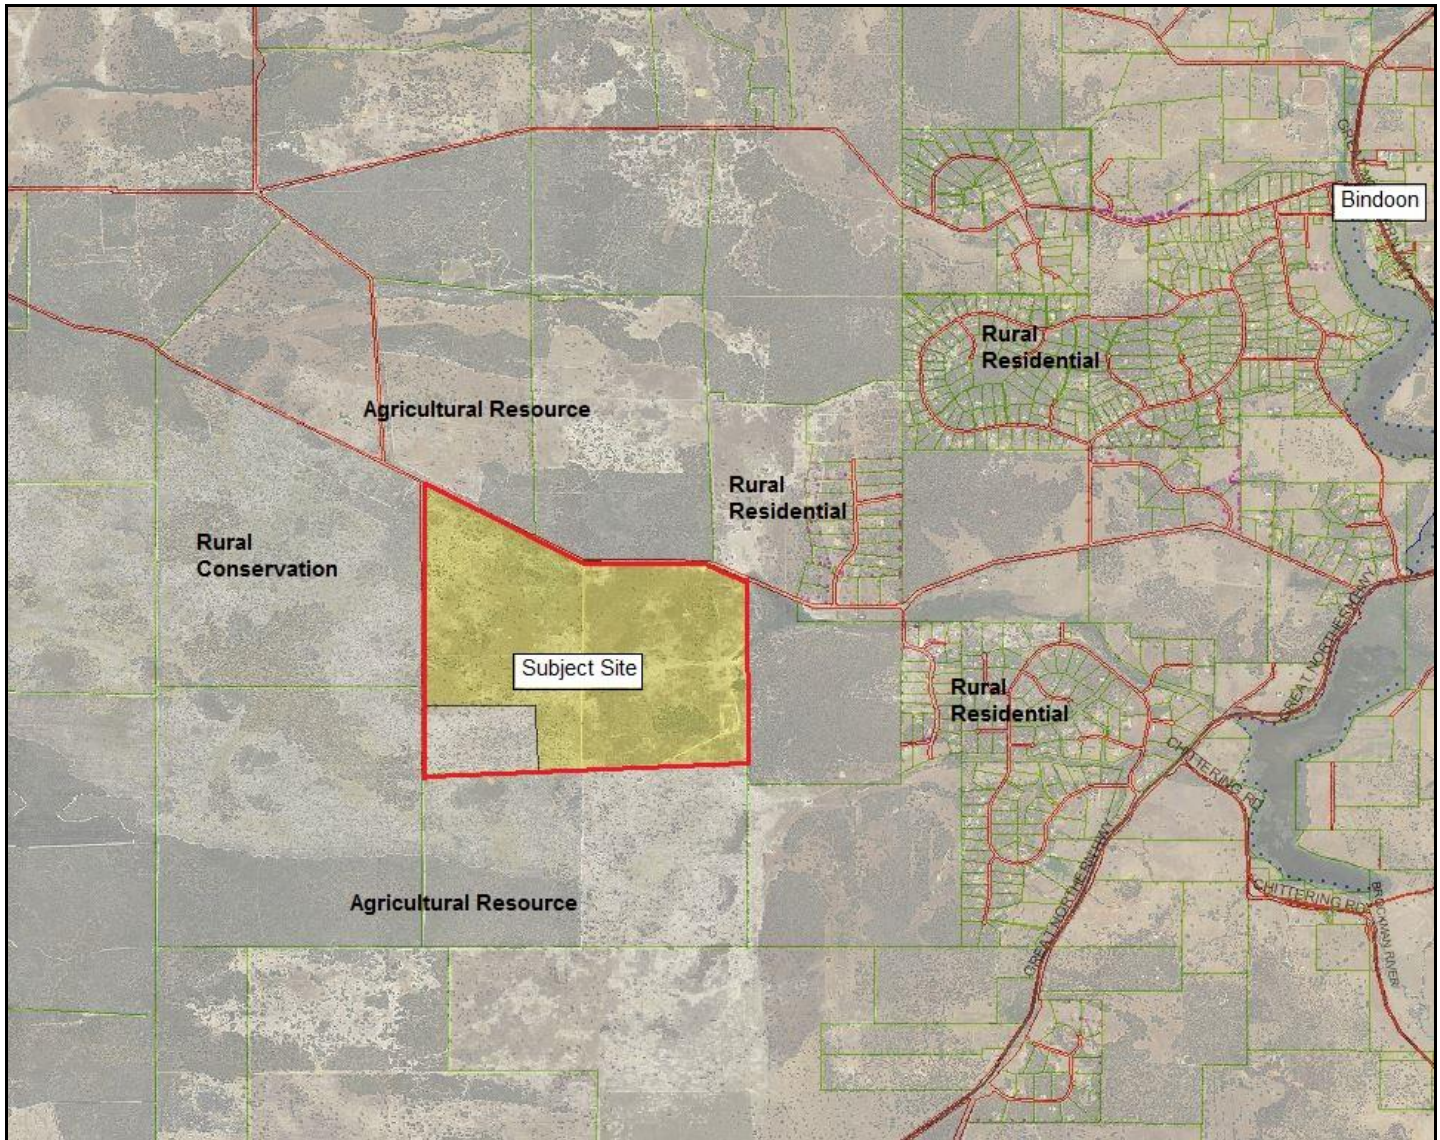 Bindoon
Rural
Residential
Agricultural Resource
Rural
Residential
Rural
Conservation
Subject Site
Rural
Residential
GREAT NORTHERN HWY
CHITTERING RD
GREAT NORTHERN HWY
CHITTERING RD
BROCKMAN RIVER
Agricultural Resource